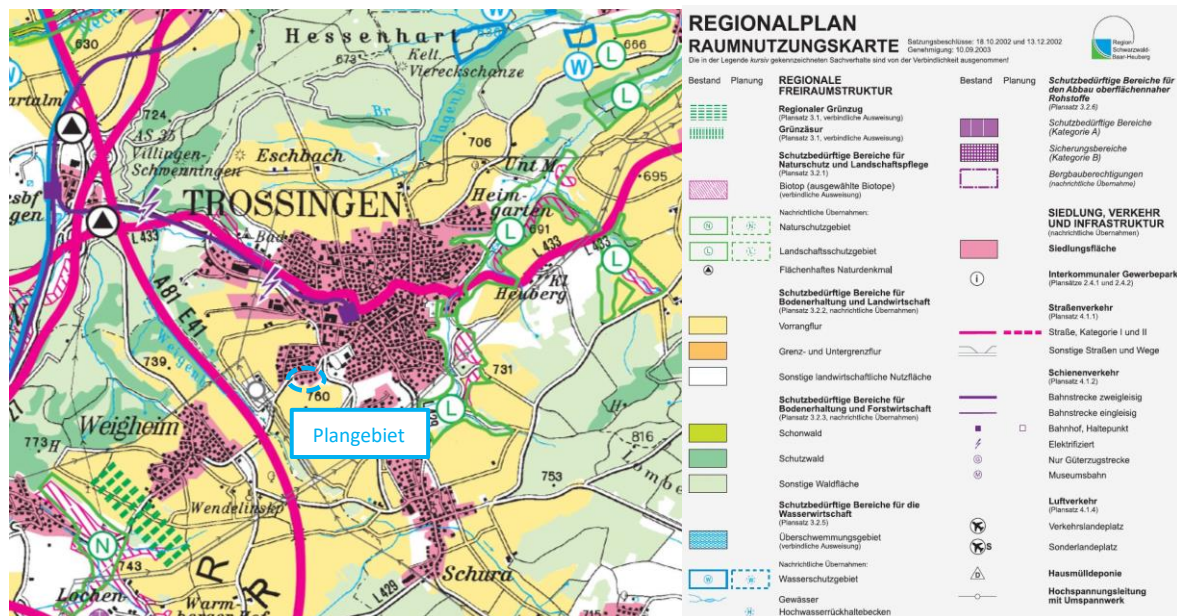 630
Hessenhart
673
Kelt.
Viereckschanze
666
724
AS 35
Villingen-
Schwenningen
Eschbach
706
Br
Unt M
695
TROSSINGEN
Heim-
garten
691
L 433
L 433
L 433
Kl
Heuberg
A 81
E 41
739
731
760
Plangebiet
Weigheim
773
H
H
816
753
Wendelinskp
743
Lochen
Schura
L 429
Warm-
715
W
W
W
L
L
L
L
N
REGIONALPLAN
RAUMNUTZUNGSKARTE
Satzungsbeschlüsse: 18.10.2002 und 13.12.2002
Genehmigung: 10.09.2003
Die in der Legende kursiv gekennzeichneten Sachverhalte sind von der Verbindlichkeit ausgenommen!
Region
Schwarzwald-
Baar-Heuberg
Bestand Planung
REGIONALE
FREIRAUMSTRUKTUR
Regionaler Grünzug
(Plansatz 3.1, verbindliche Ausweisung)
Grünzäsur
(Plansatz 3.1, verbindliche Ausweisung)
Schutzbedürftige Bereiche für
Naturschutz und Landschaftspflege
(Plansatz 3.2.1)
Biotop (ausgewählte Biotope)
(verbindliche Ausweisung)
Nachrichtliche Übernahmen:
N N Naturschutzgebiet
L L Landschaftsschutzgebiet
Flächenhaftes Naturdenkmal
Schutzbedürftige Bereiche für
Bodenerhaltung und Landwirtschaft
(Plansatz 3.2.2, nachrichtliche Übernahmen)
Vorrangflur
Grenz- und Untergrenzflur
Sonstige landwirtschaftliche Nutzfläche
Schutzbedürftige Bereiche für
Bodenerhaltung und Forstwirtschaft
(Plansatz 3.2.3, nachrichtliche Übernahmen)
Schonwald
Schutzwald
Sonstige Waldfläche
Schutzbedürftige Bereiche für die
Wasserwirtschaft
(Plansatz 3.2.5)
Überschwemmungsgebiet
(verbindliche Ausweisung)
Nachrichtliche Übernahmen:
W W Wasserschutzgebiet
Gewässer
H Hochwasserrückhaltebecken
Bestand Planung
Schutzbedürftige Bereiche für
den Abbau oberflächennaher
Rohstoffe
(Plansatz 3.2.6)
Schutzbedürftige Bereiche
(Kategorie A)
Sicherungsbereiche
(Kategorie B)
Bergbauberechtigungen
(nachrichtliche Übernahme)
SIEDLUNG, VERKEHR
UND INFRASTRUKTUR
(nachrichtliche Übernahmen)
Siedlungsfläche
i Interkommunaler Gewerbepark
(Plansätze 2.4.1 und 2.4.2)
Straßenverkehr
(Plansatz 4.1.1)
Straße, Kategorie I und II
Sonstige Straßen und Wege
Schienenverkehr
(Plansatz 4.1.2)
Bahnstrecke zweigleisig
Bahnstrecke eingleisig
Bahnhof, Haltepunkt
Elektrifiziert
G Nur Güterzugstrecke
M Museumsbahn
Luftverkehr
(Plansatz 4.1.4)
Verkehrslandeplatz
S Sonderlandeplatz
D Hausmülldeponie
Hochspannungsleitung
mit Umspannwerk